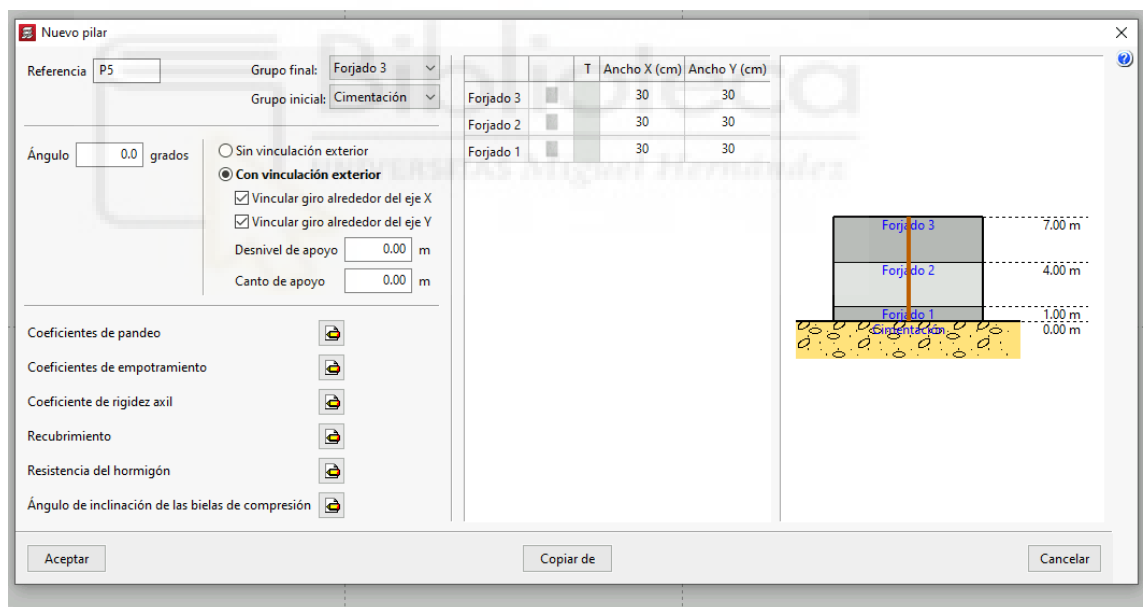 Nuevo pilar
Referencia P5
Grupo final: Forjado 3
Grupo inicial: Cimentación
Ángulo 0.0 grados
Sin vinculación exterior
Con vinculación exterior
Vincular giro alrededor del eje X
Vincular giro alrededor del eje Y
Desnivel de apoyo 0.00 m
Canto de apoyo 0.00 m
Coeficientes de pandeo
Coeficientes de empotramiento
Coeficiente de rigidez axil
Recubrimiento
Resistencia del hormigón
Ángulo de inclinación de las bielas de compresión
T Ancho X (cm) Ancho Y (cm)
Forjado 3 30 30
Forjado 2 30 30
Forjado 1 30 30
Forjado 3 7.00 m
Forjado 2 4.00 m
Forjado 1 1.00 m
Cimentación 0.00 m
Biblioteca
UNIVERSITAS Miguel Hernández
Aceptar
Copiar de
Cancelar